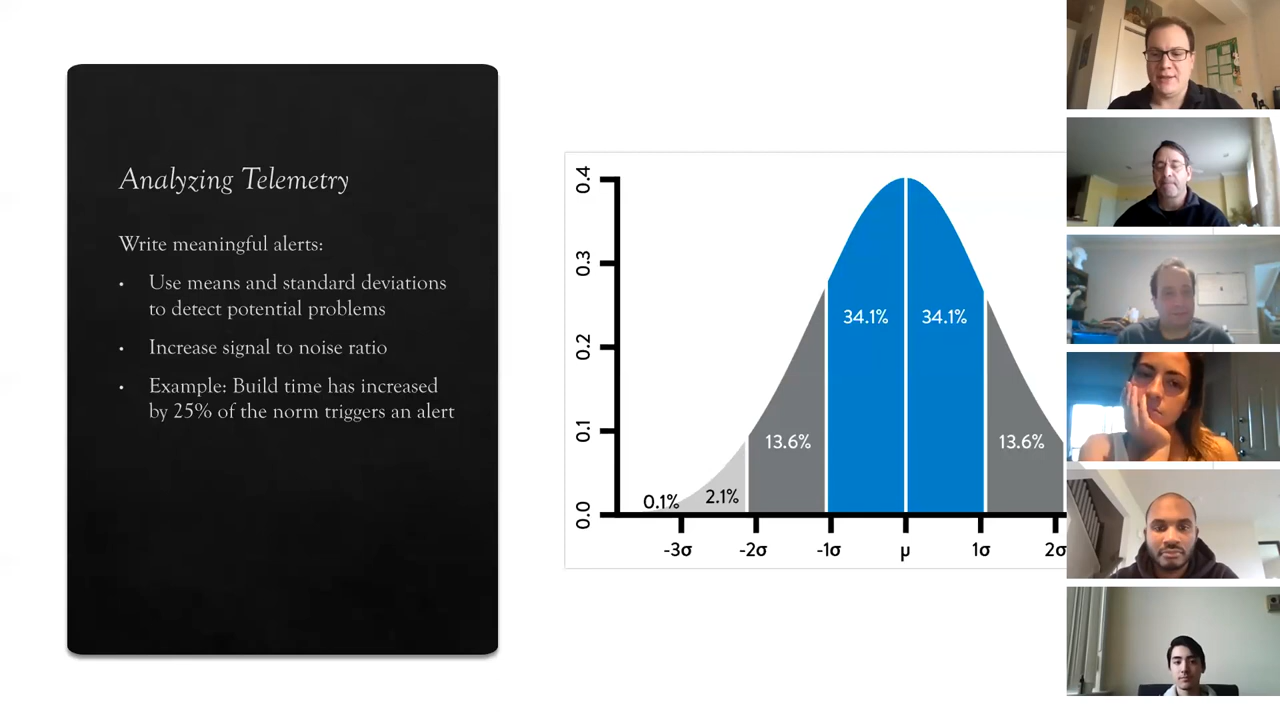 Analyzing Telemetry
Write meaningful alerts:
• Use means and standard deviations
to detect potential problems
• Increase signal to noise ratio
• Example: Build time has increased
by 25% of the norm triggers an alert
0.4
0.3
0.2
0.1
0.0
34.1% 34.1%
13.6% 13.6%
0.1% 2.1%
-3σ -2σ -1σ μ 1σ 2σ